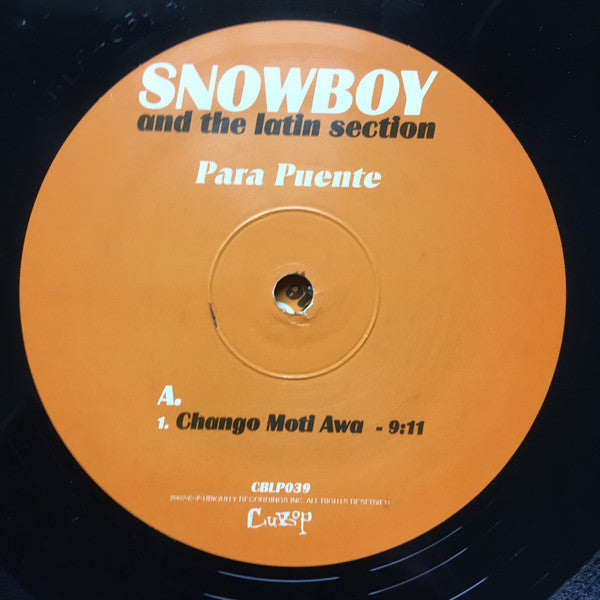 SNOWBOY
and the latin section
Para Puente
A.
1. Chango Moti Awa - 9:11
CBLP039
2002 © ℗ UBIQUITY RECORDINGS INC. ALL RIGHTS RESERVED
CuBop